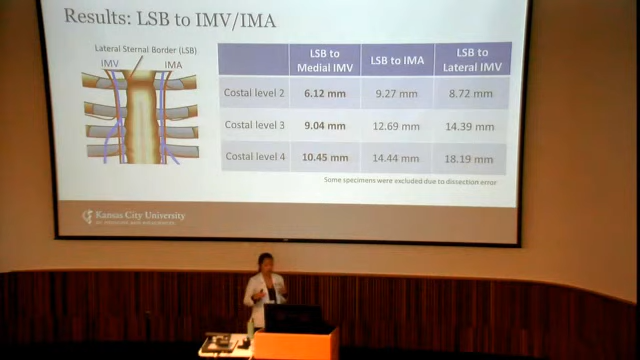 Results: LSB to IMV/IMA
Lateral Sternal Border (LSB)
IMV
IMA
LSB to Medial IMV
LSB to IMA
LSB to Lateral IMV
Costal level 2 6.12 mm 9.27 mm 8.72 mm
Costal level 3 9.04 mm 12.69 mm 14.39 mm
Costal level 4 10.45 mm 14.44 mm 18.19 mm
Some specimens were excluded due to dissection error
Kansas City University